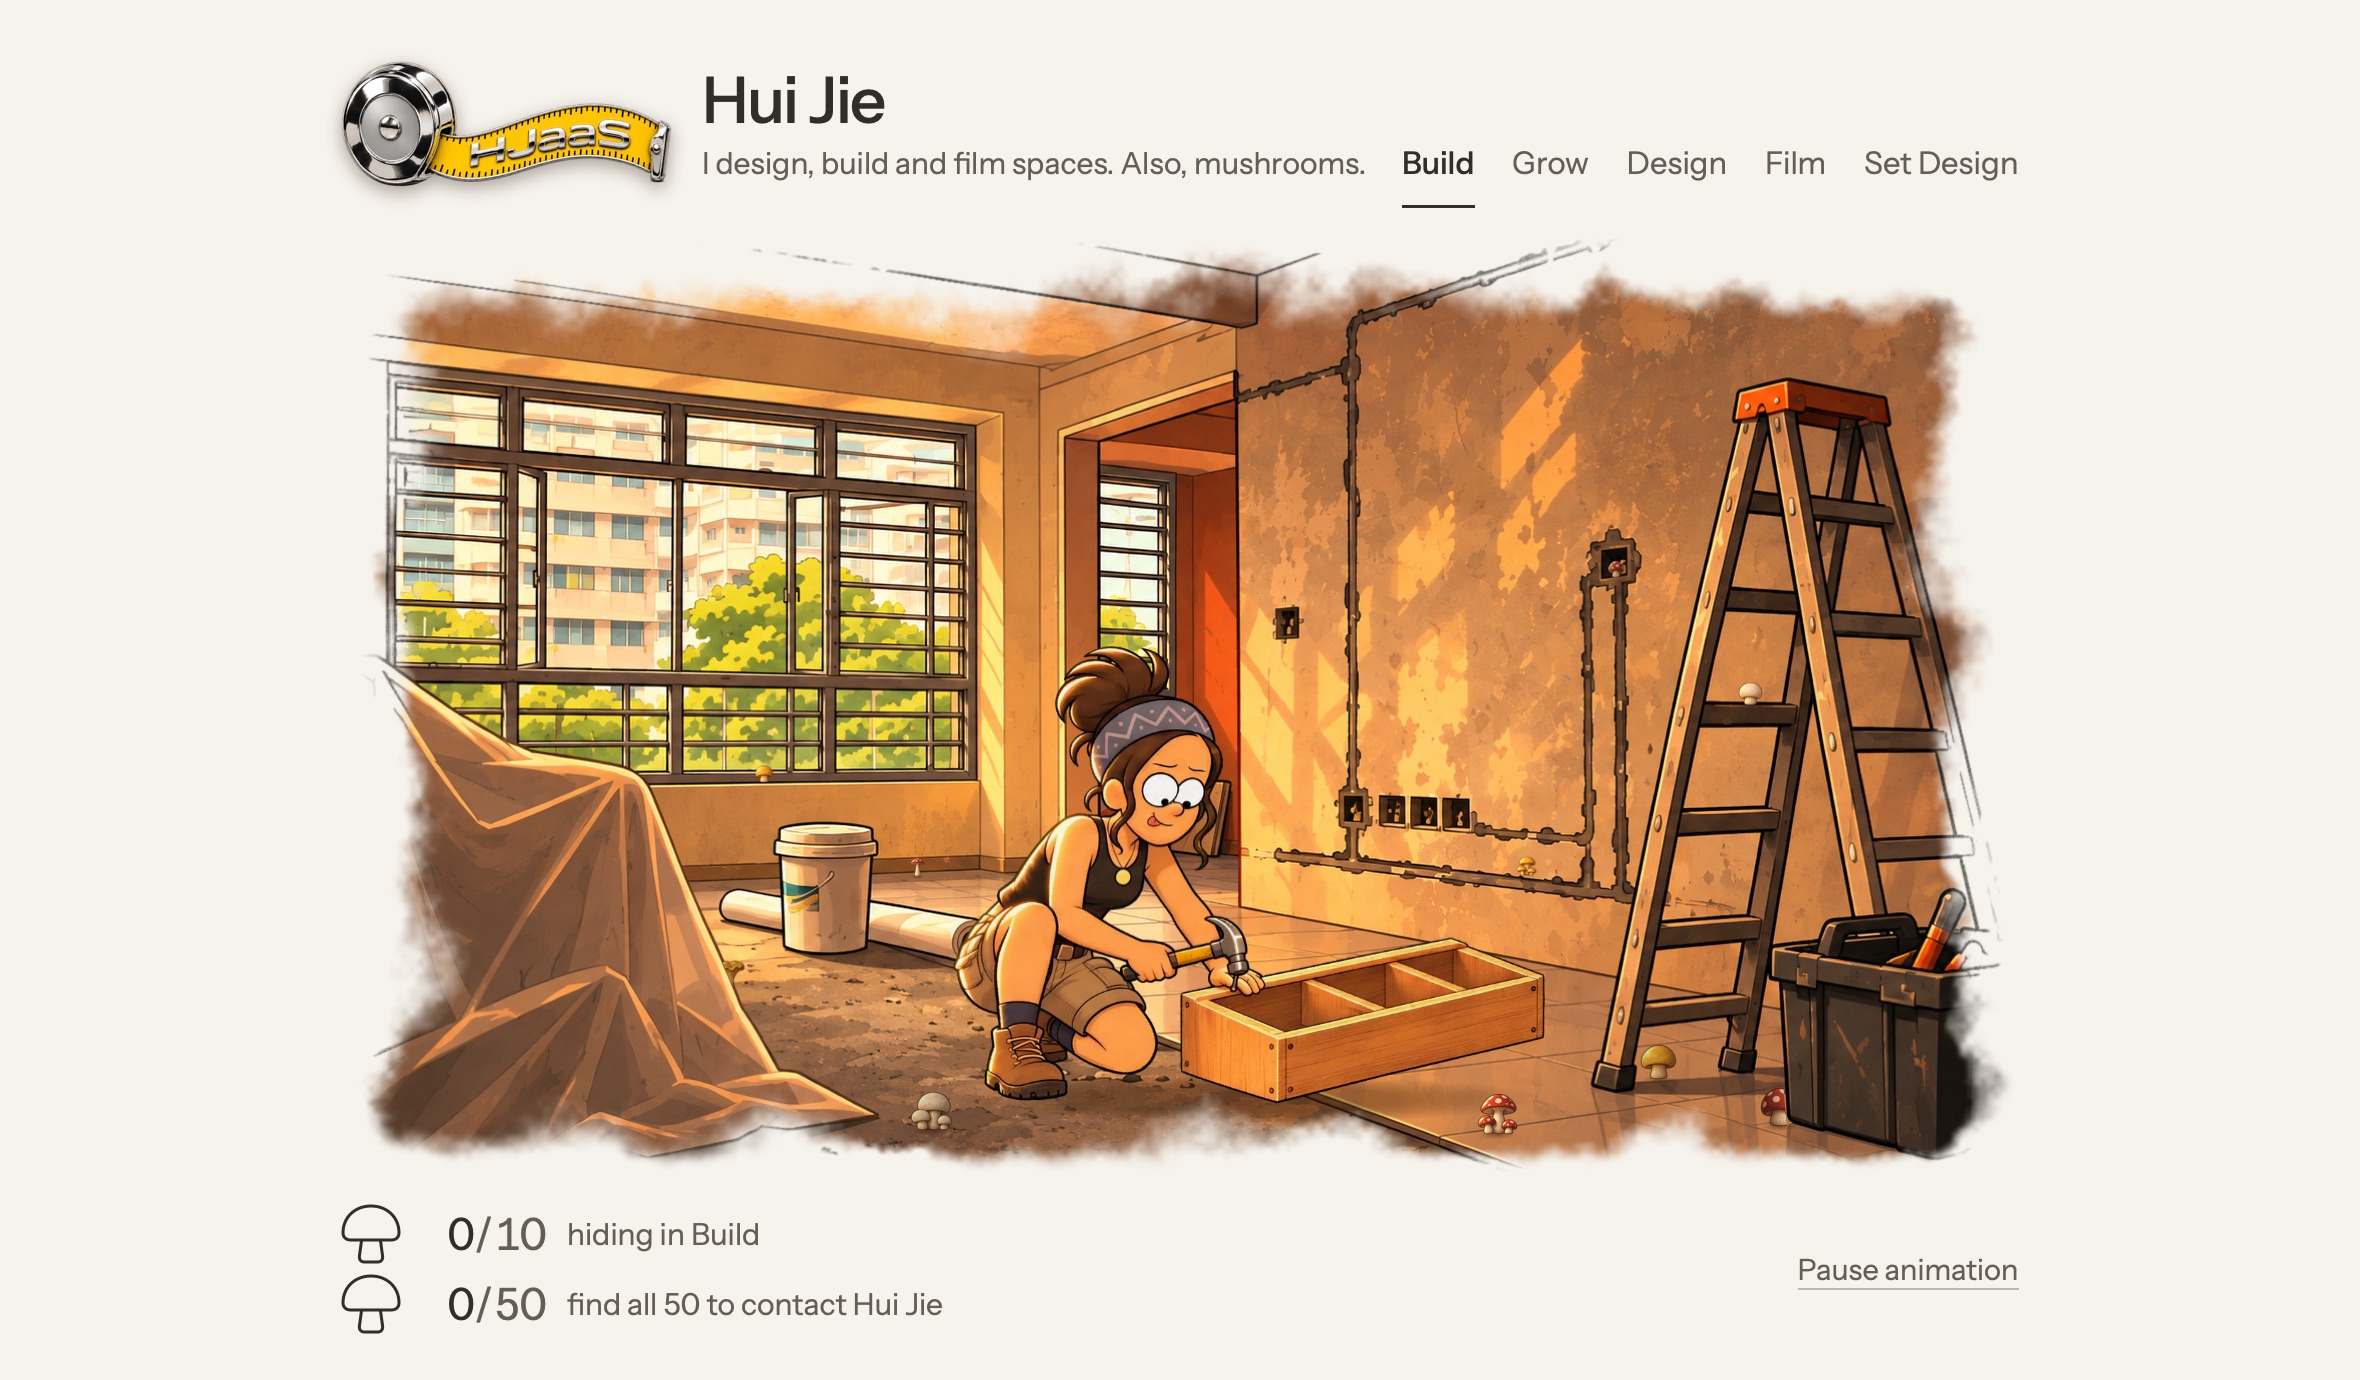 HJaaS
Hui Jie
I design, build and film spaces. Also, mushrooms.
Build Grow Design Film Set Design
0/10 hiding in Build
0/50 find all 50 to contact Hui Jie
Pause animation